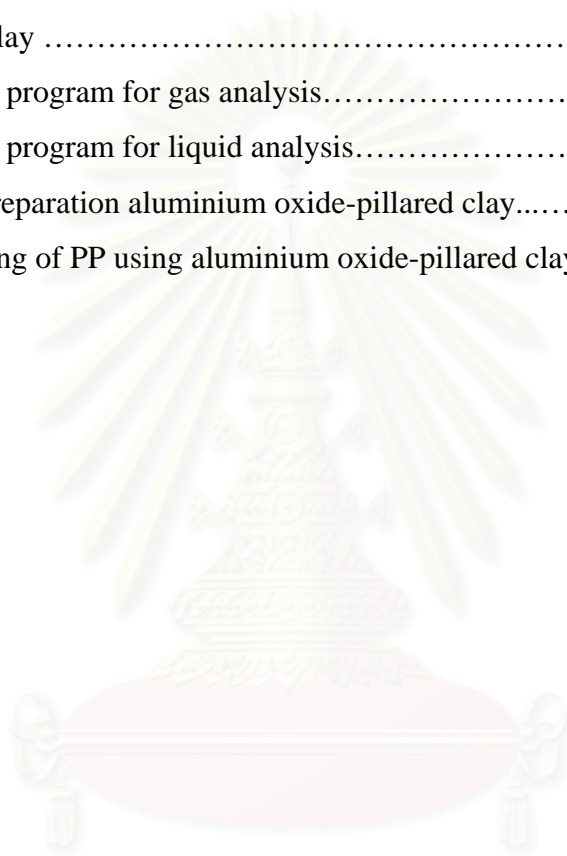 lay ……………………………………………
program for gas analysis……………………
program for liquid analysis…………………
reparation aluminium oxide-pillared clay...….
ng of PP using aluminium oxide-pillared clay